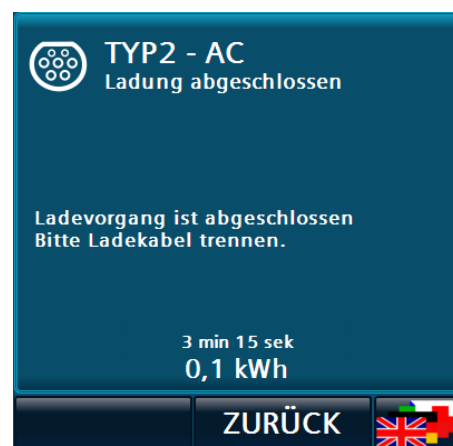 TYP2 - AC
Ladung abgeschlossen
Ladevorgang ist abgeschlossen
Bitte Ladekabel trennen.
3 min 15 sek
0,1 kWh
ZURÜCK